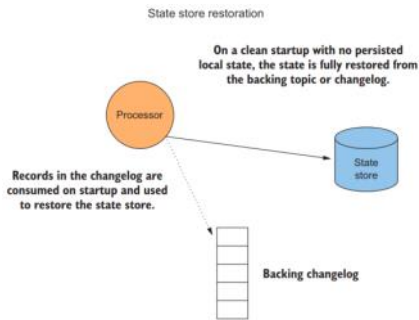 State store restoration
On a clean startup with no persisted
local state, the state is fully restored from
the backing topic or changelog.
Processor
State
store
Records in the changelog are
consumed on startup and used
to restore the state store.
Backing changelog